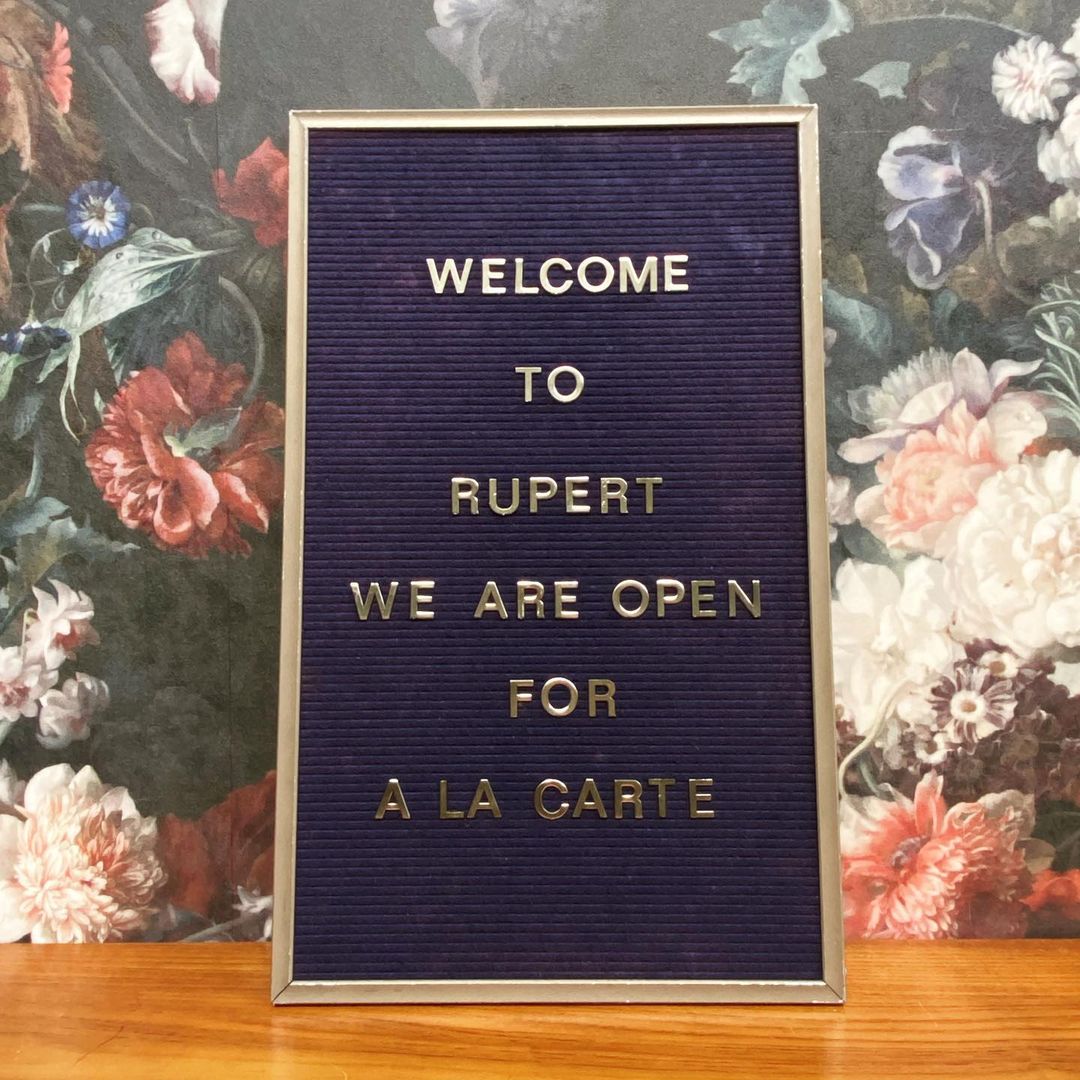 WELCOME
TO
RUPERT
WE ARE OPEN
FOR
A LA CARTE